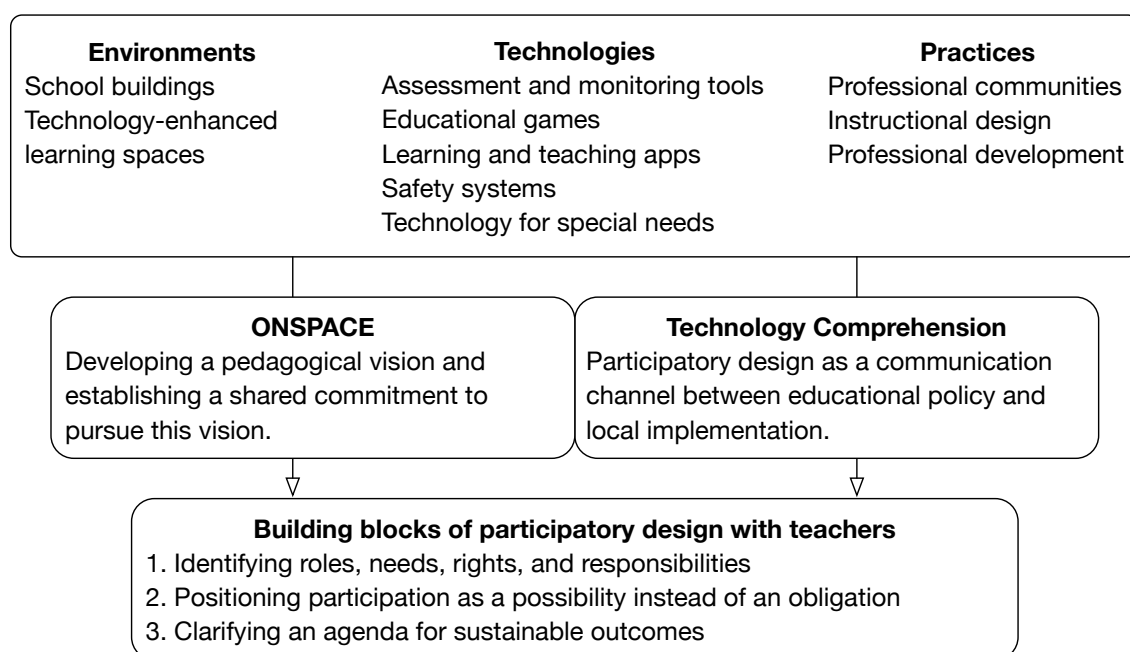 Environments
School buildings
Technology-enhanced
learning spaces
Technologies
Assessment and monitoring tools
Educational games
Learning and teaching apps
Safety systems
Technology for special needs
Practices
Professional communities
Instructional design
Professional development
ONSPACE
Developing a pedagogical vision and
establishing a shared commitment to
pursue this vision.
Technology Comprehension
Participatory design as a communication
channel between educational policy and
local implementation.
Building blocks of participatory design with teachers
1. Identifying roles, needs, rights, and responsibilities
2. Positioning participation as a possibility instead of an obligation
3. Clarifying an agenda for sustainable outcomes